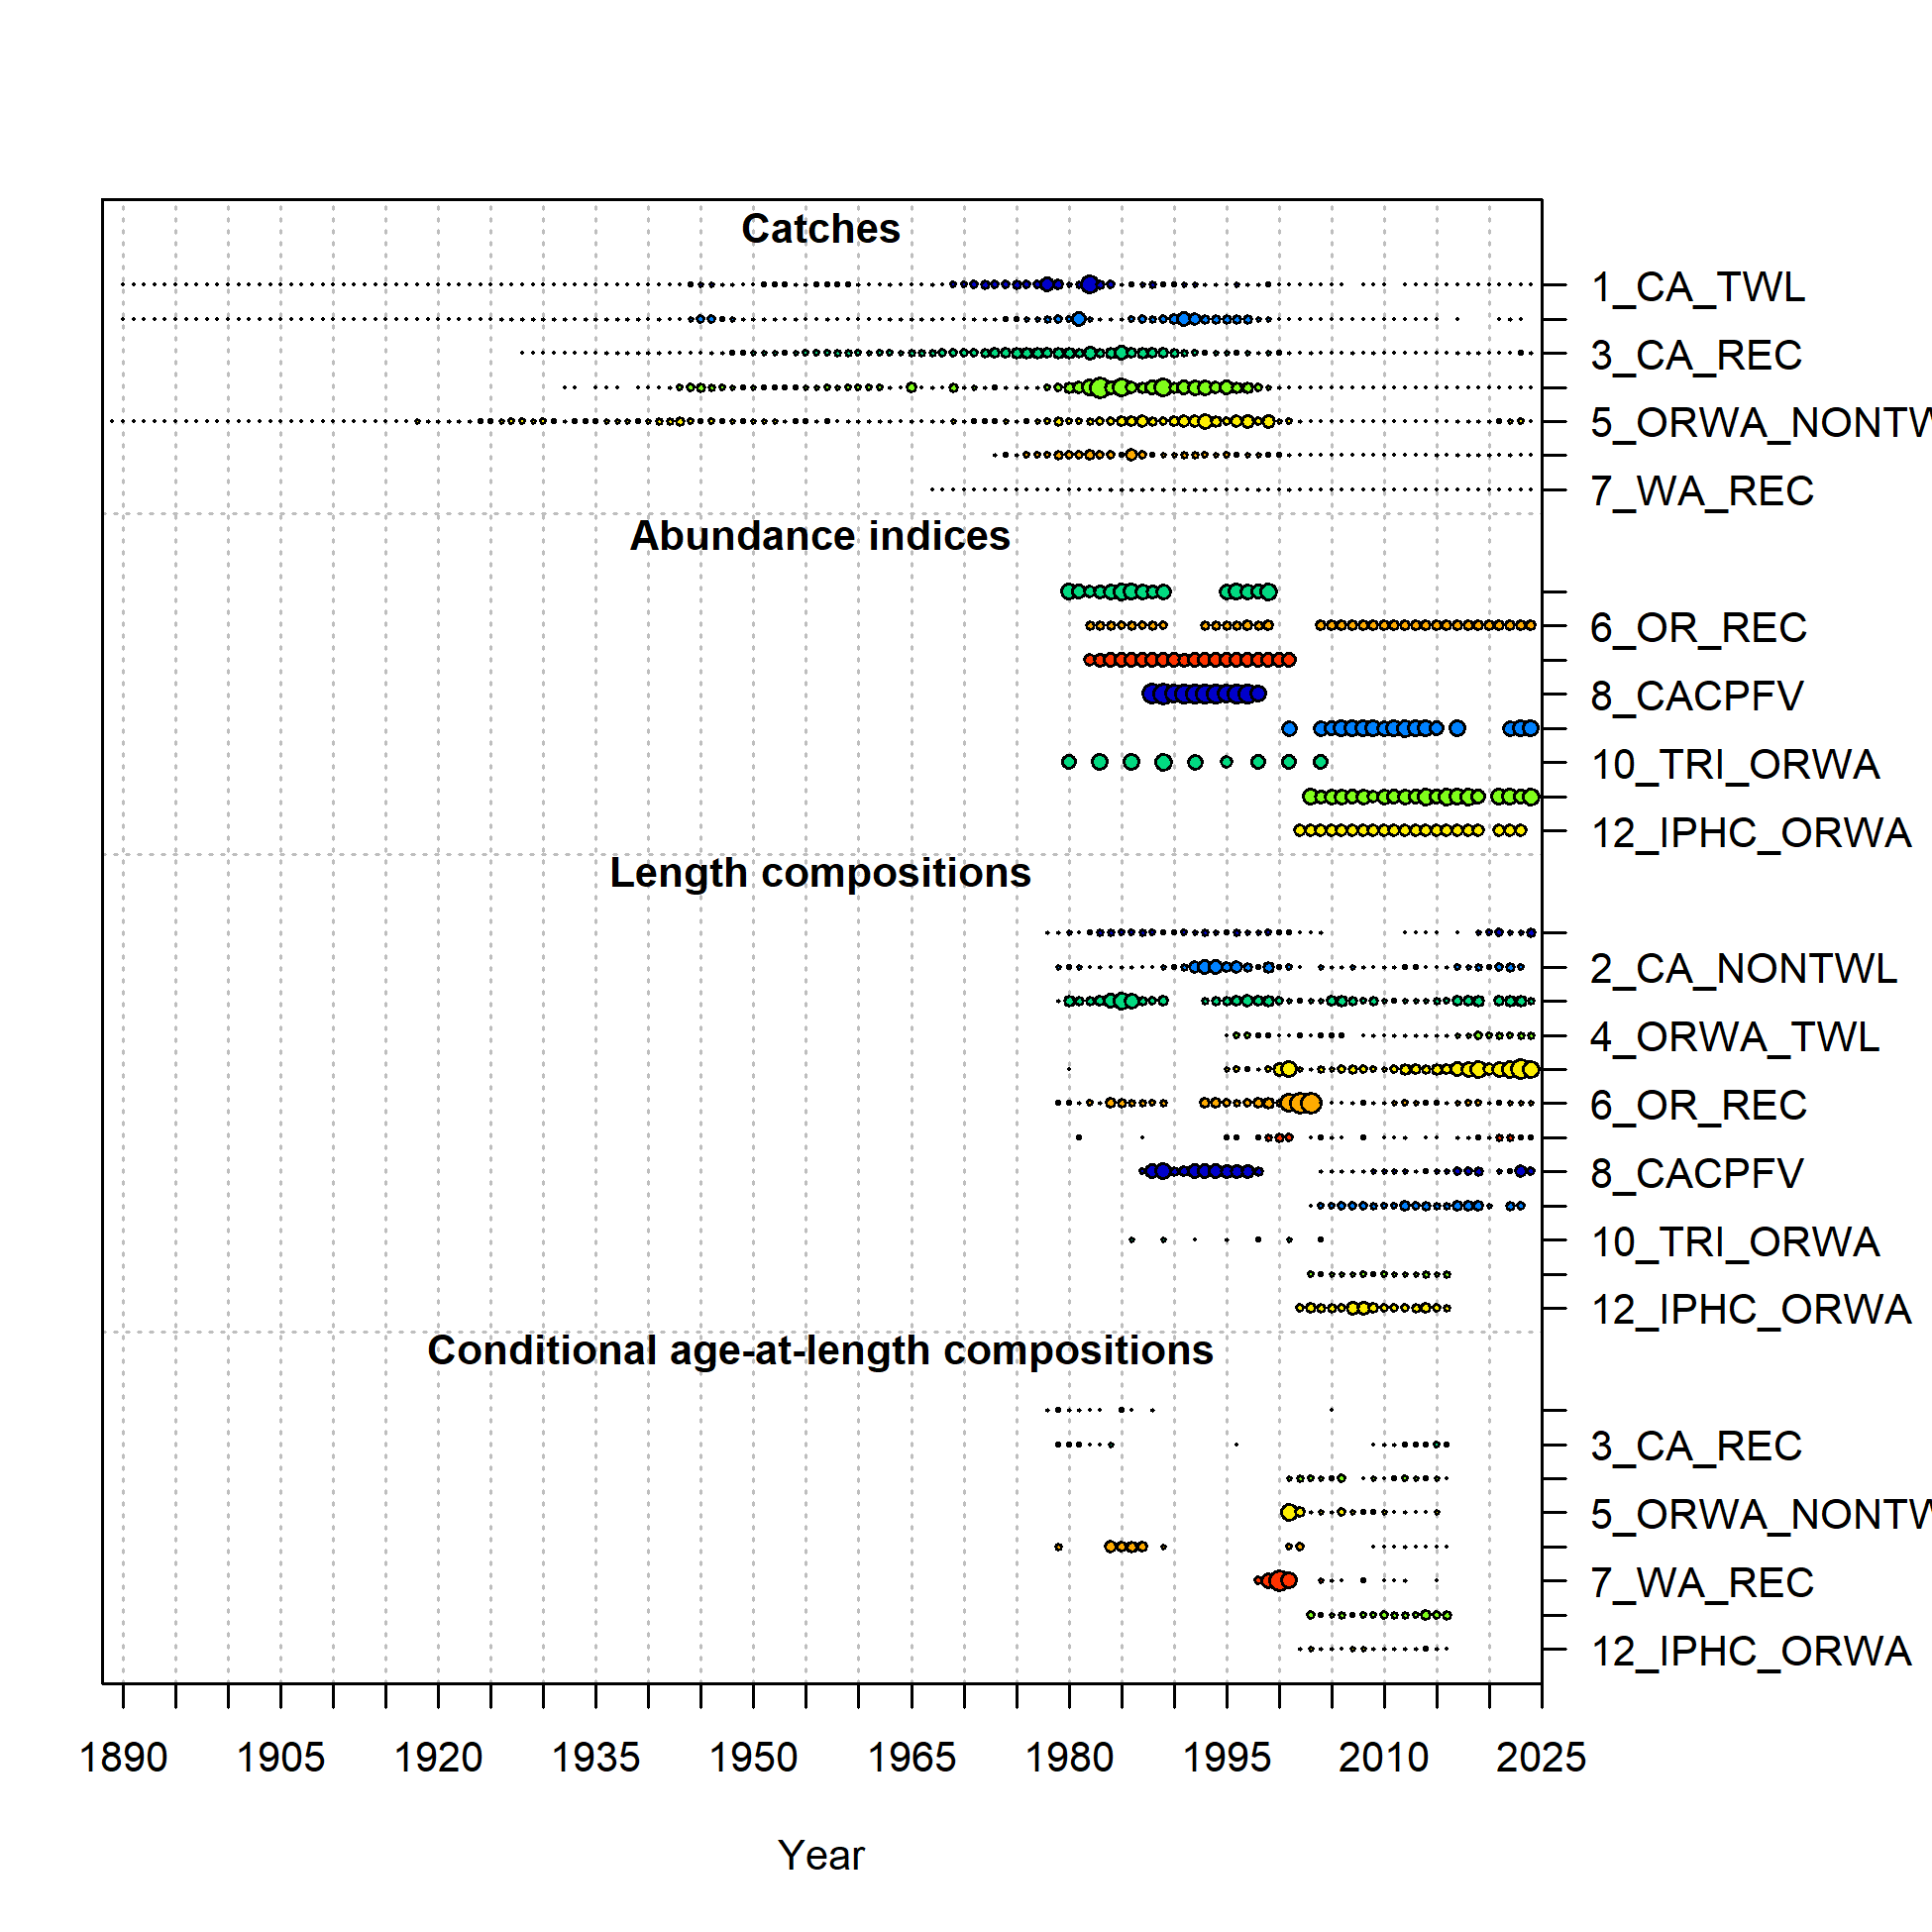 Catches
1_CA_TWL
3_CA_REC
5_ORWA_NONTW
7_WA_REC
Abundance indices
6_OR_REC
8_CACPFV
10_TRI_ORWA
12_IPHC_ORWA
Length compositions
2_CA_NONTWL
4_ORWA_TWL
6_OR_REC
8_CACPFV
10_TRI_ORWA
12_IPHC_ORWA
Conditional age-at-length compositions
3_CA_REC
5_ORWA_NONTW
7_WA_REC
12_IPHC_ORWA
1890 1905 1920 1935 1950 1965 1980 1995 2010 2025
Year